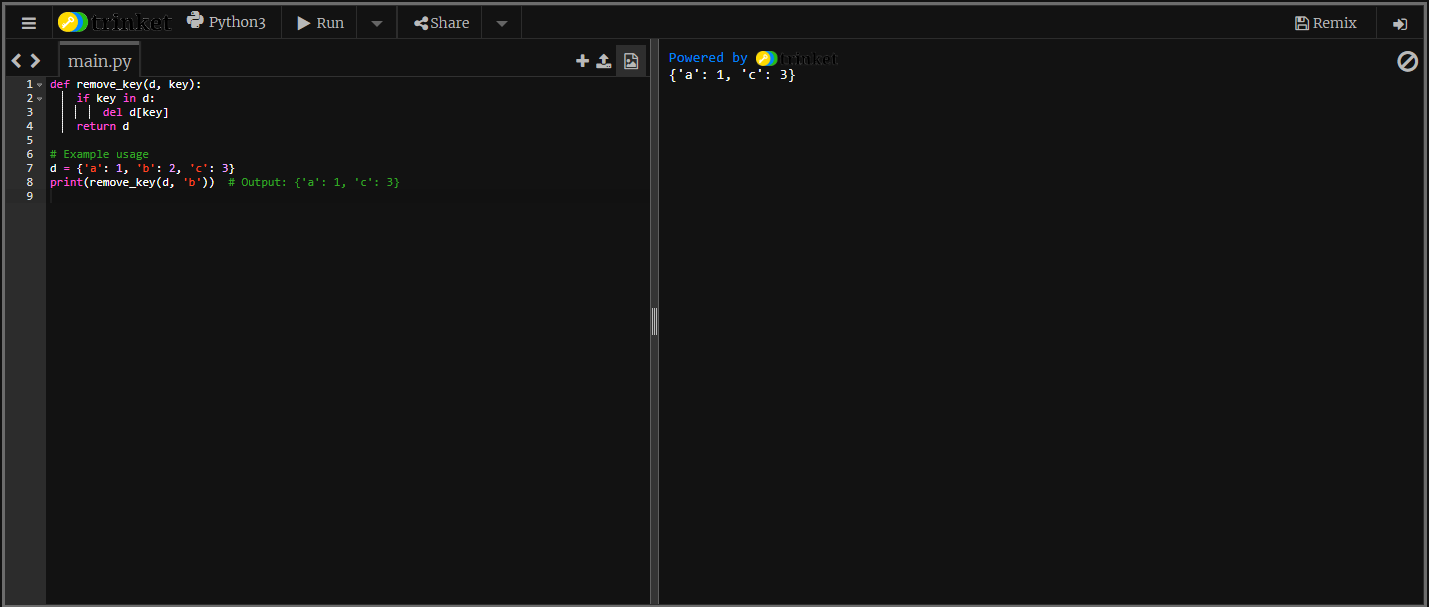 trinket Python3 Run Share Remix
main.py
1 def remove_key(d, key):
2     if key in d:
3         del d[key]
4     return d
5
6 # Example usage
7 d = {'a': 1, 'b': 2, 'c': 3}
8 print(remove_key(d, 'b'))  # Output: {'a': 1, 'c': 3}
9
Powered by trinket
{'a': 1, 'c': 3}